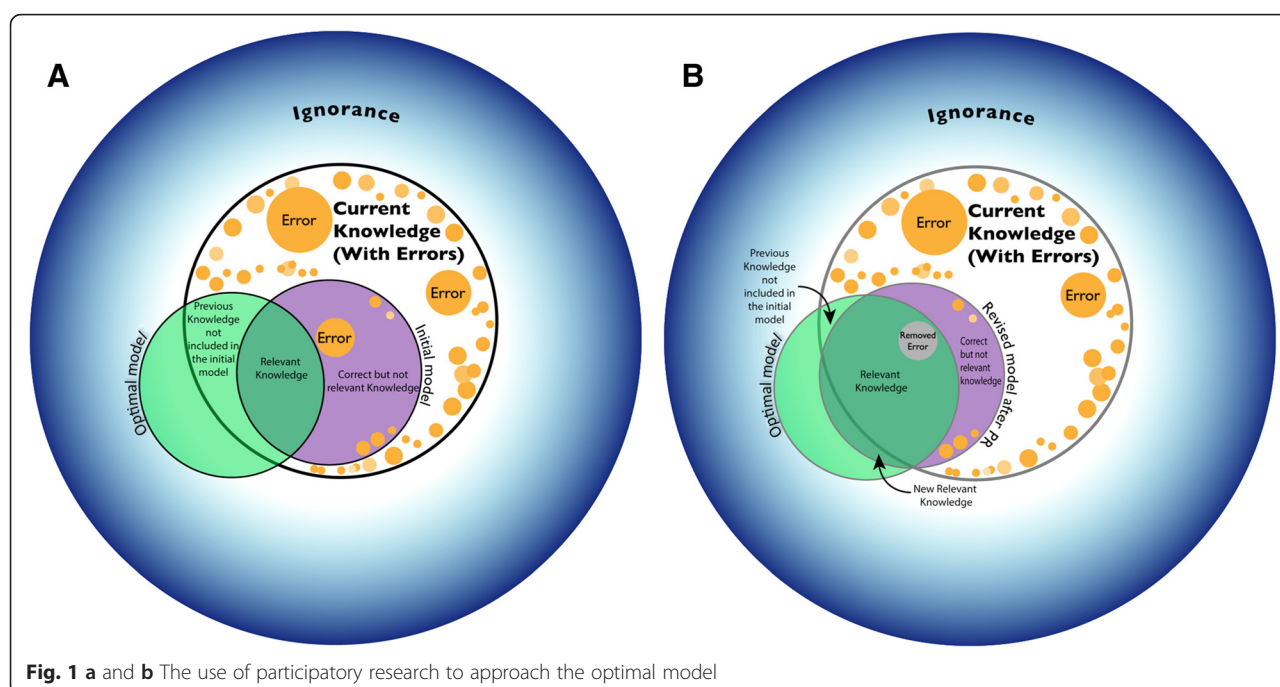 A
Ignorance
Error
Current
Knowledge
(With Errors)
Error
Previous
Knowledge
not
included in
the initial
model
Error
Relevant
Knowledge
Correct but not
relevant Knowledge
Optimal model
Initial model
B
Ignorance
Error
Current
Knowledge
(With Errors)
Error
Previous
Knowledge
not
included in
the initial
model
Removed
Error
Relevant
Knowledge
Correct
but not
relevant
knowledge
Optimal model
Revised model after PR
New Relevant
Knowledge
Fig. 1 a and b The use of participatory research to approach the optimal model